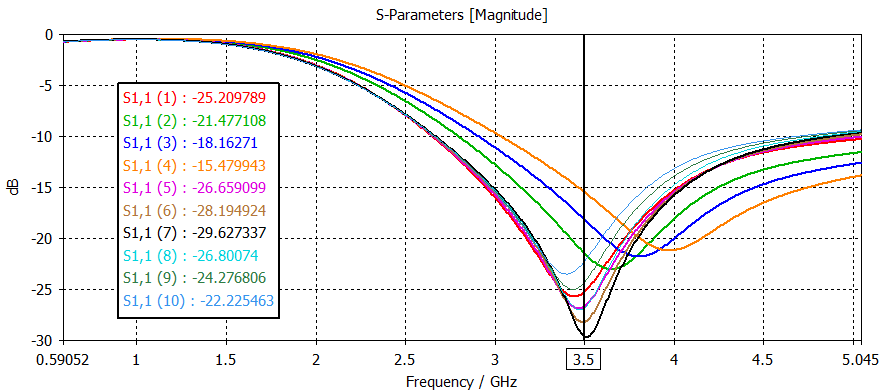 S-Parameters [Magnitude]
0
-5
-10
-15
-20
-25
-30
dB
S1,1 (1) : -25.209789
S1,1 (2) : -21.477108
S1,1 (3) : -18.16271
S1,1 (4) : -15.479943
S1,1 (5) : -26.659099
S1,1 (6) : -28.194924
S1,1 (7) : -29.627337
S1,1 (8) : -26.80074
S1,1 (9) : -24.276806
S1,1 (10) : -22.225463
0.59052 1 1.5 2 2.5 3 3.5 4 4.5 5.045
Frequency / GHz